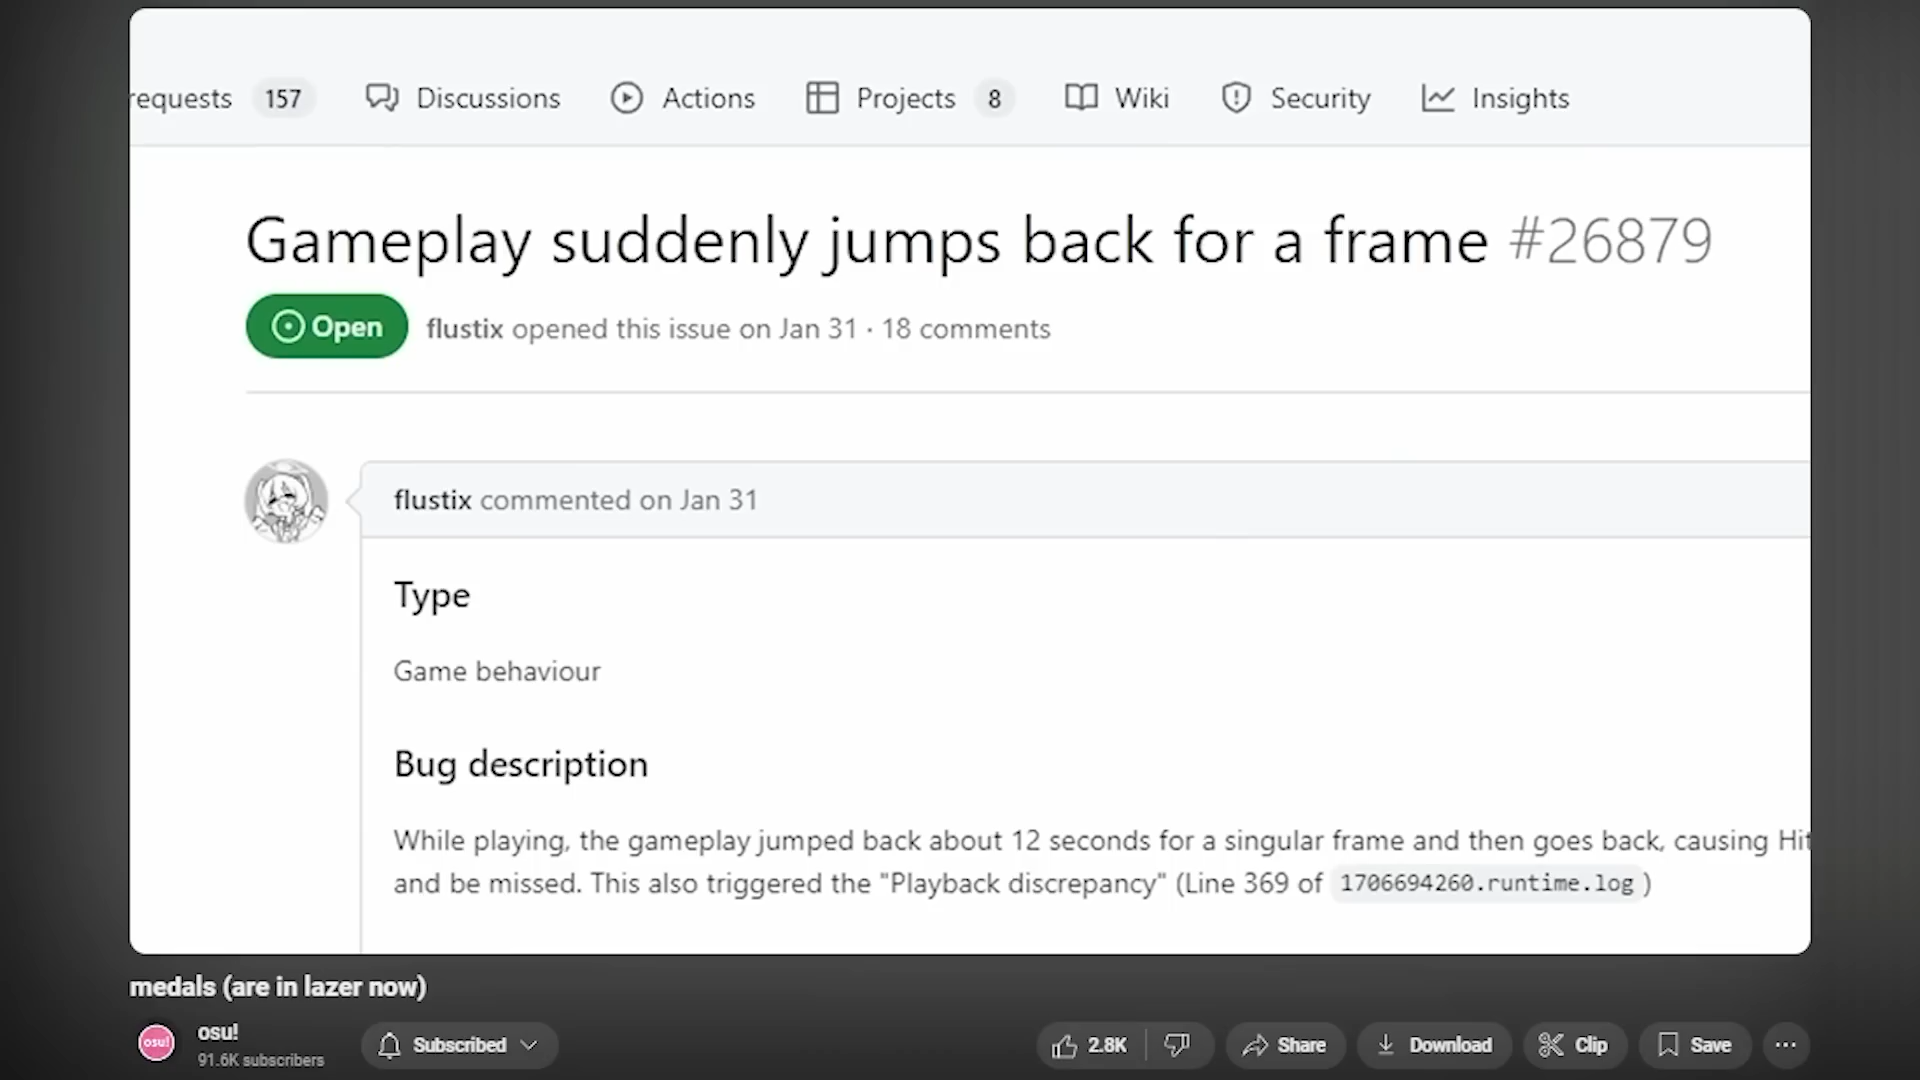 requests 157 Discussions Actions Projects 8 Wiki Security Insights
Gameplay suddenly jumps back for a frame #26879
Open flustix opened this issue on Jan 31 · 18 comments
flustix commented on Jan 31
Type
Game behaviour
Bug description
While playing, the gameplay jumped back about 12 seconds for a singular frame and then goes back, causing Hit
and be missed. This also triggered the "Playback discrepancy" (Line 369 of 1706694260.runtime.log )
medals (are in lazer now)
osu!
osu!
91.6K subscribers
Subscribed
2.8K Share Download Clip Save